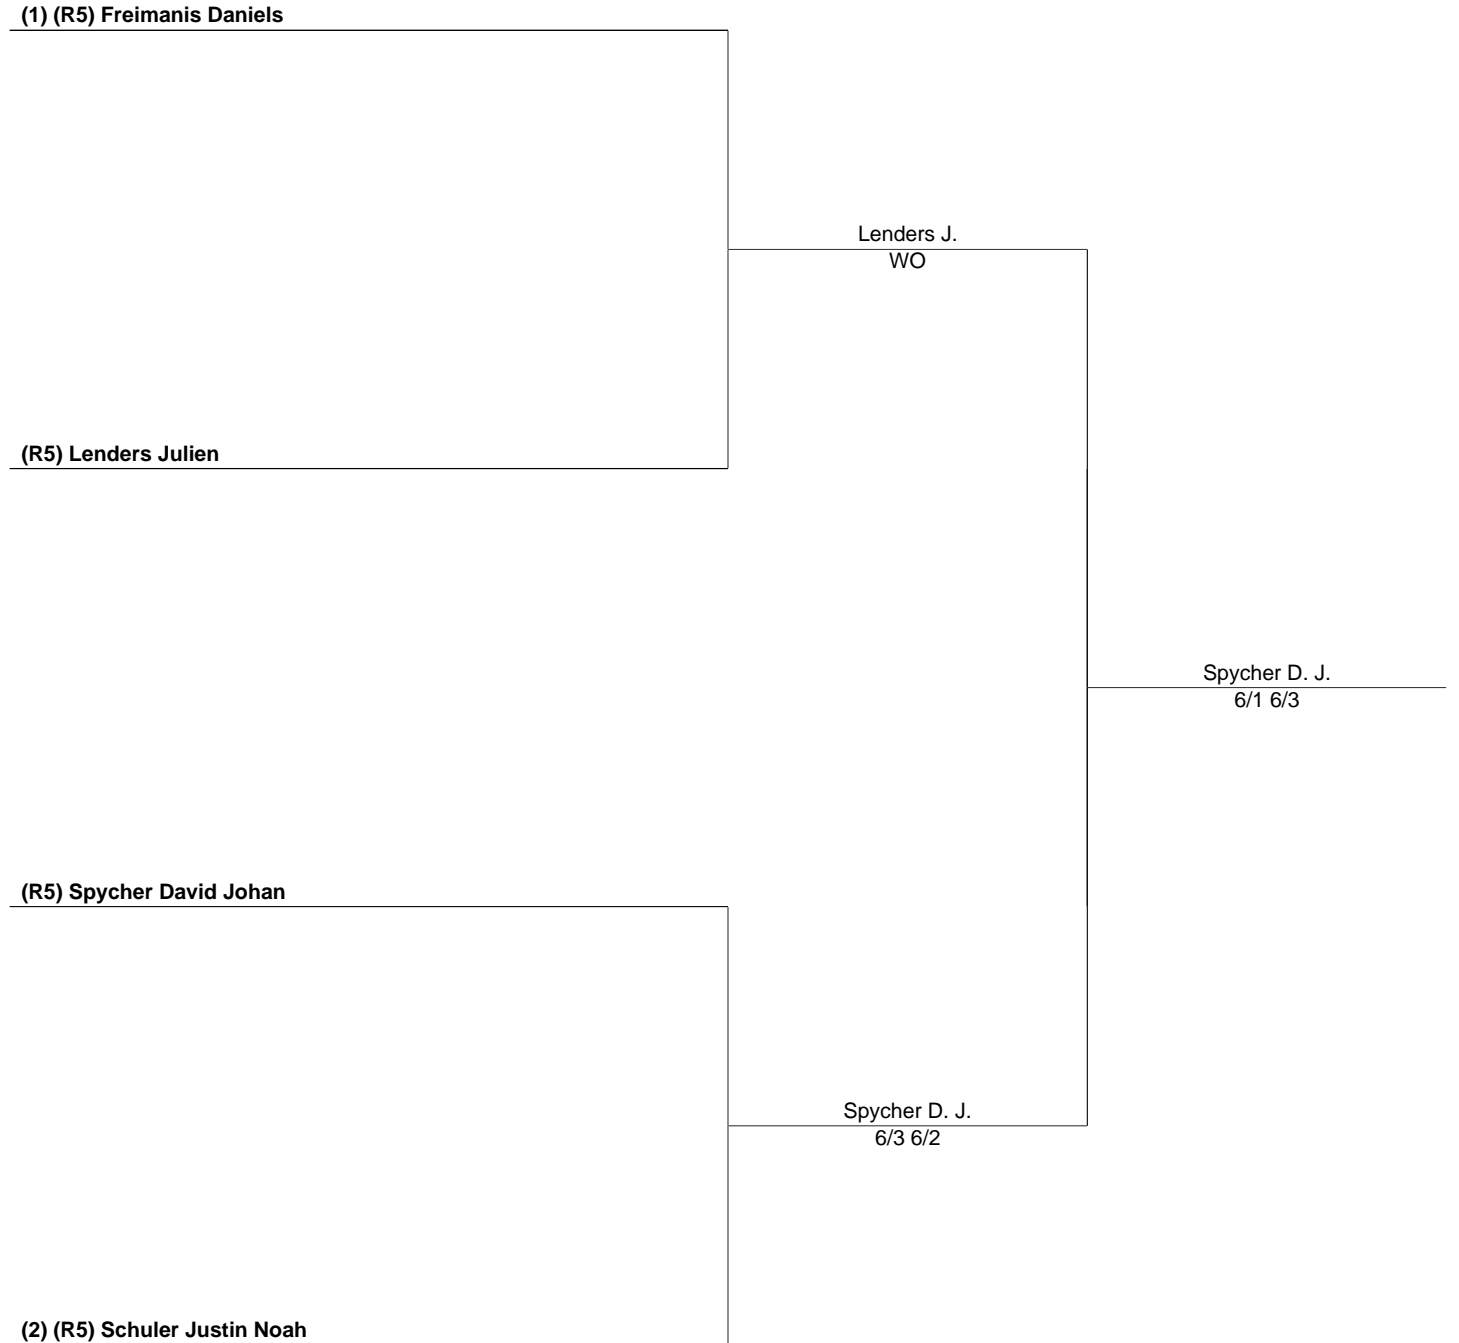 (1) (R5) Freimanis Daniels
Lenders J.
WO
(R5) Lenders Julien
Spycher D. J.
6/1 6/3
(R5) Spycher David Johan
Spycher D. J.
6/3 6/2
(2) (R5) Schuler Justin Noah